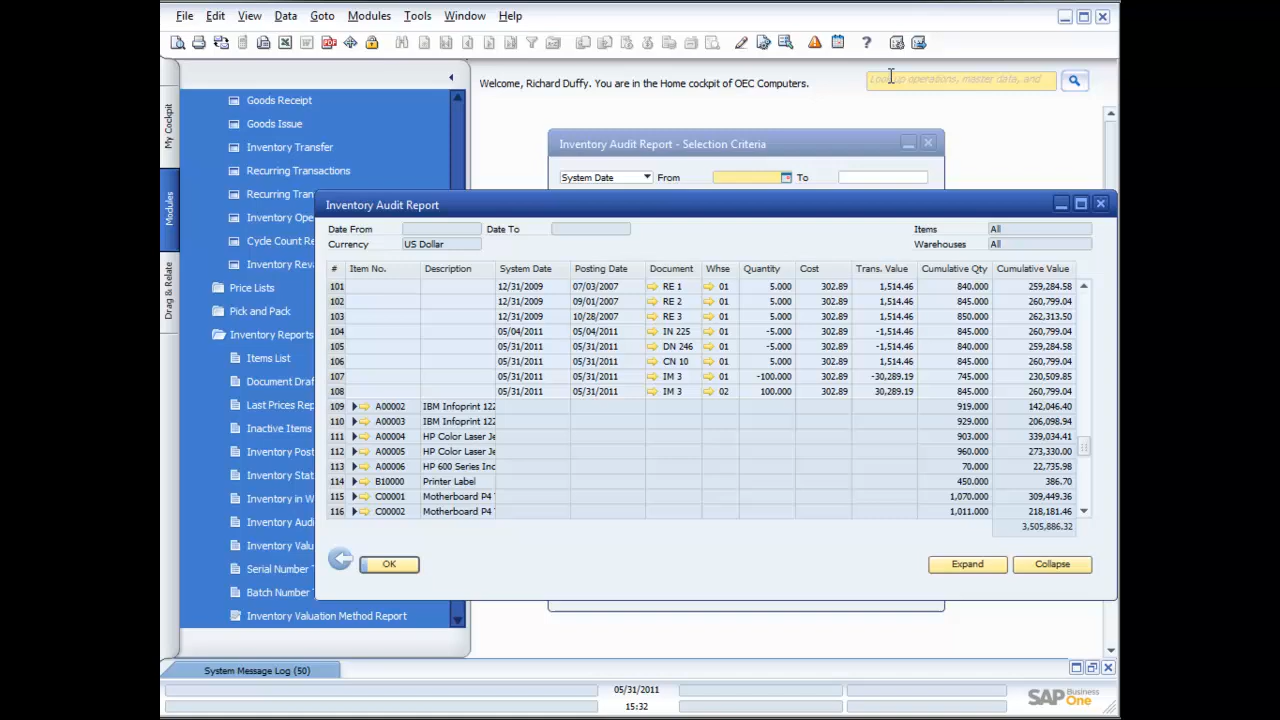 File Edit View Data Goto Modules Tools Window Help
My Cockpit
Modules
Drag & Relate
Goods Receipt
Goods Issue
Inventory Transfer
Recurring Transactions
Recurring Tran
Inventory Ope
Cycle Count Re
Inventory Rev
Price Lists
Pick and Pack
Inventory Reports
Items List
Document Draf
Last Prices Rep
Inactive Items
Inventory Post
Inventory Stat
Inventory in W
Inventory Aud
Inventory Valu
Serial Number
Batch Number
Inventory Valuation Method Report
Welcome, Richard Duffy. You are in the Home cockpit of OEC Computers.
operations, master data, and
Inventory Audit Report - Selection Criteria
System Date From To
Inventory Audit Report
Date From Date To Items All
Currency US Dollar Warehouses All
# Item No. Description System Date Posting Date Document Whse Quantity Cost Trans. Value Cumulative Qty Cumulative Value
101 12/31/2009 07/03/2007 RE 1 01 5.000 302.89 1,514.46 840.000 259,284.58
102 12/31/2009 09/01/2007 RE 2 01 5.000 302.89 1,514.46 845.000 260,799.04
103 12/31/2009 10/28/2007 RE 3 01 5.000 302.89 1,514.46 850.000 262,313.50
104 05/04/2011 05/04/2011 IN 225 01 -5.000 302.89 -1,514.46 845.000 260,799.04
105 05/31/2011 05/31/2011 DN 246 01 -5.000 302.89 -1,514.46 840.000 259,284.58
106 05/31/2011 05/31/2011 CN 10 01 5.000 302.89 1,514.46 845.000 260,799.04
107 05/31/2011 05/31/2011 IM 3 01 -100.000 302.89 -30,289.19 745.000 230,509.85
108 05/31/2011 05/31/2011 IM 3 02 100.000 302.89 30,289.19 845.000 260,799.04
109 A00002 IBM Infoprint 122 919.000 142,046.40
110 A00003 IBM Infoprint 122 929.000 206,098.94
111 A00004 HP Color Laser Je 903.000 339,034.41
112 A00005 HP Color Laser Je 960.000 273,330.00
113 A00006 HP 600 Series Inc 70.000 22,735.98
114 B10000 Printer Label 450.000 386.70
115 C00001 Motherboard P4 1,070.000 309,449.36
116 C00002 Motherboard P4 1,011.000 218,181.46
3,505,886.32
OK Expand Collapse
System Message Log (50)
05/31/2011
15:32
SAP Business One